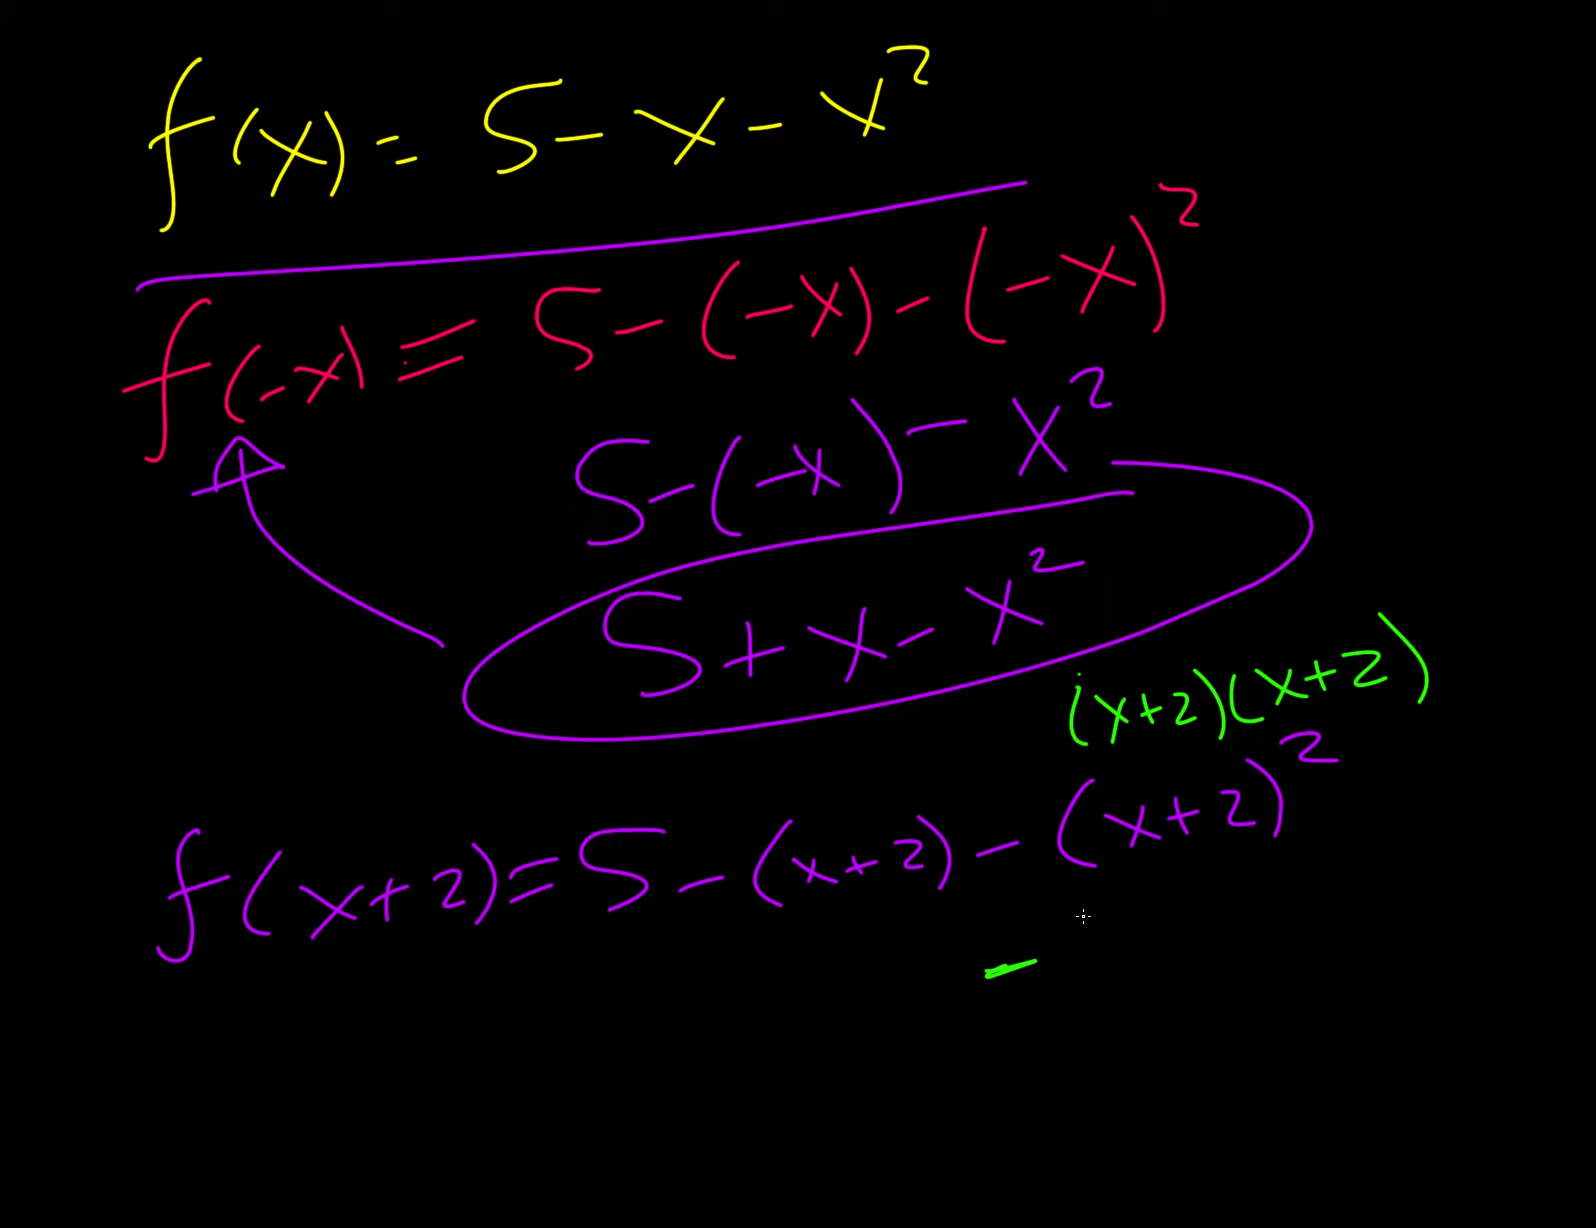 f(x) = 5 - x - x²
f(-x) = 5 - (-x) - (-x)²
5 - (-x) - x²
5 + x - x²
(x+2)(x+2)
f(x+2) = 5 - (x+2) - (x+2)²
-